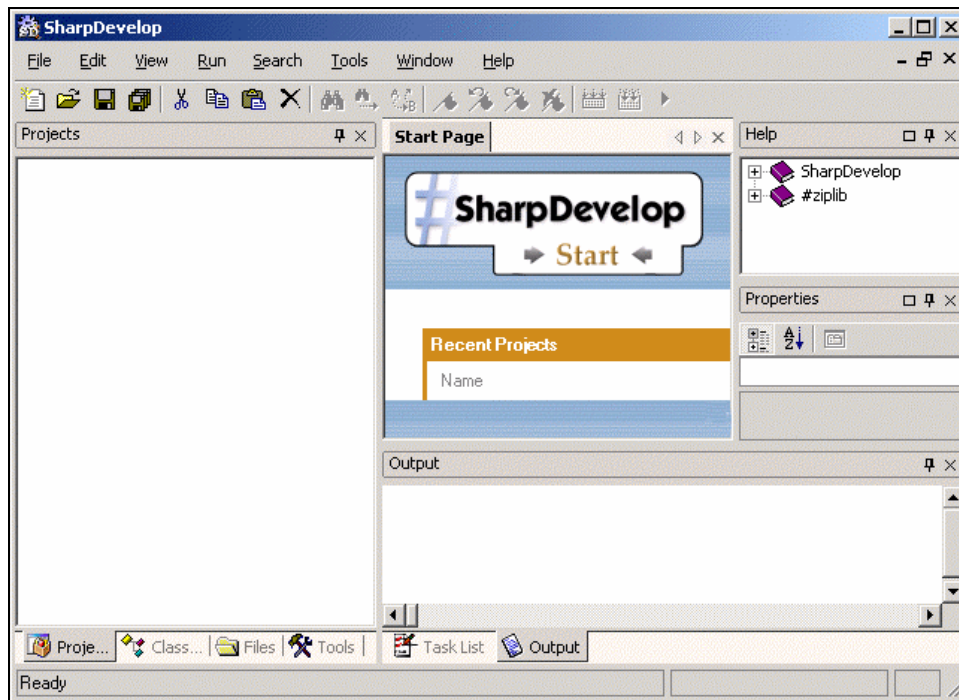 SharpDevelop
File Edit View Run Search Tools Window Help
Projects
Start Page
#SharpDevelop
Start
Recent Projects
Name
Help
SharpDevelop
#ziplib
Properties
Output
Proje... Class... Files Tools
Task List Output
Ready